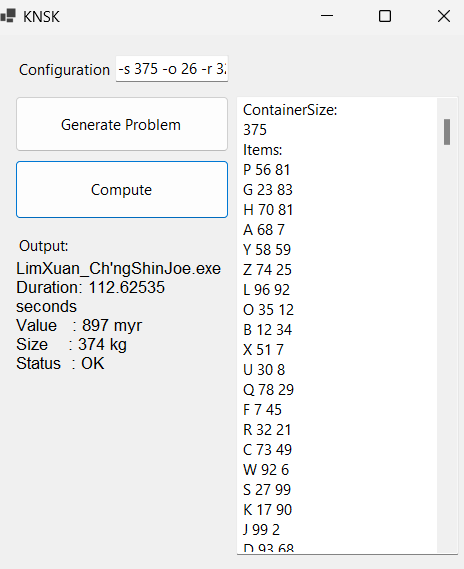 KNSK
Configuration -s 375 -o 26 -r 32
Generate Problem
Compute
Output:
LimXuan_Ch'ngShinJoe.exe
Duration: 112.62535
seconds
Value : 897 myr
Size : 374 kg
Status : OK
ContainerSize:
375
Items:
P 56 81
G 23 83
H 70 81
A 68 7
Y 58 59
Z 74 25
L 96 92
O 35 12
B 12 34
X 51 7
U 30 8
Q 78 29
F 7 45
R 32 21
C 73 49
W 92 6
S 27 99
K 17 90
J 99 2
D 93 68